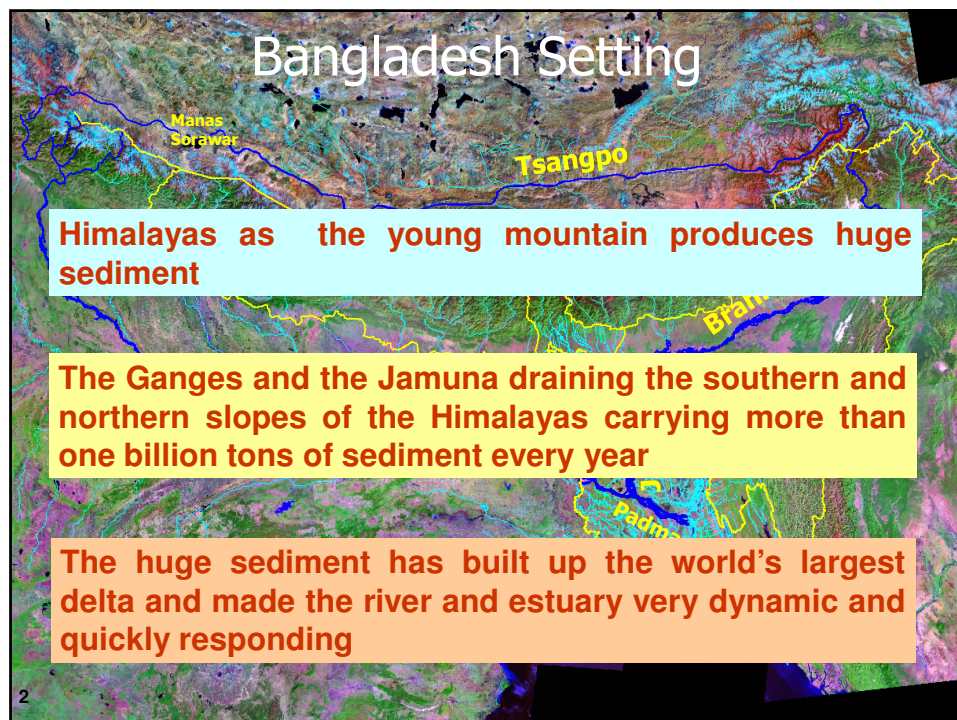 Bangladesh Setting
Manas
Sorawar
Tsangpo
Himalayas as the young mountain produces huge
sediment
The Ganges and the Jamuna draining the southern and
northern slopes of the Himalayas carrying more than
one billion tons of sediment every year
Padma
The huge sediment has built up the world's largest
delta and made the river and estuary very dynamic and
quickly responding
2